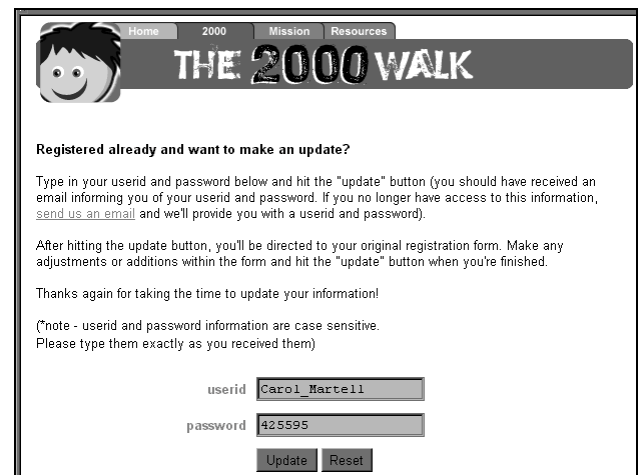 Home 2000 Mission Resources
THE 2000 WALK
Registered already and want to make an update?
Type in your userid and password below and hit the "update" button (you should have received an
email informing you of your userid and password. If you no longer have access to this information,
send us an email and we'll provide you with a userid and password).
After hitting the update button, you'll be directed to your original registration form. Make any
adjustments or additions within the form and hit the "update" button when you're finished.
Thanks again for taking the time to update your information!
(*note - userid and password information are case sensitive.
Please type them exactly as you received them)
userid Carol_Martell
password 425595
Update Reset